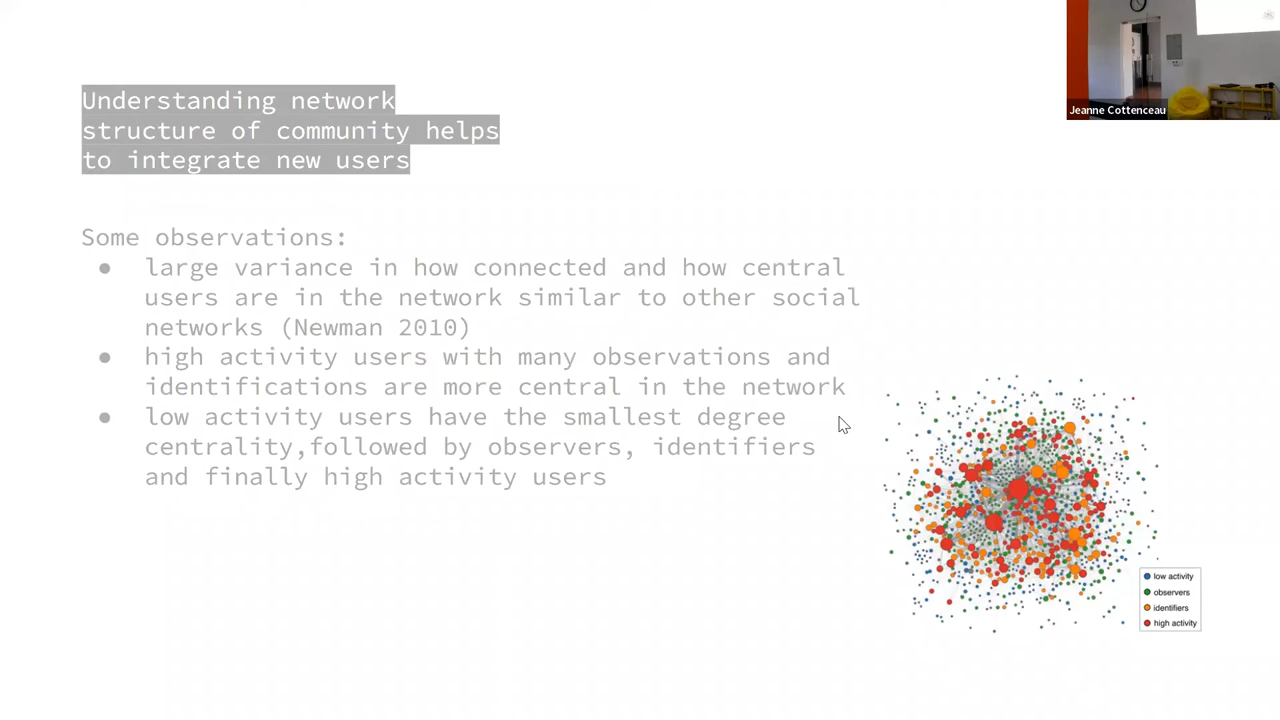 Understanding network
structure of community helps
to integrate new users
Jeanne Cottenceau
Some observations:
● large variance in how connected and how central
users are in the network similar to other social
networks (Newman 2010)
● high activity users with many observations and
identifications are more central in the network
● low activity users have the smallest degree
centrality,followed by observers, identifiers
and finally high activity users
low activity
observers
identifiers
high activity